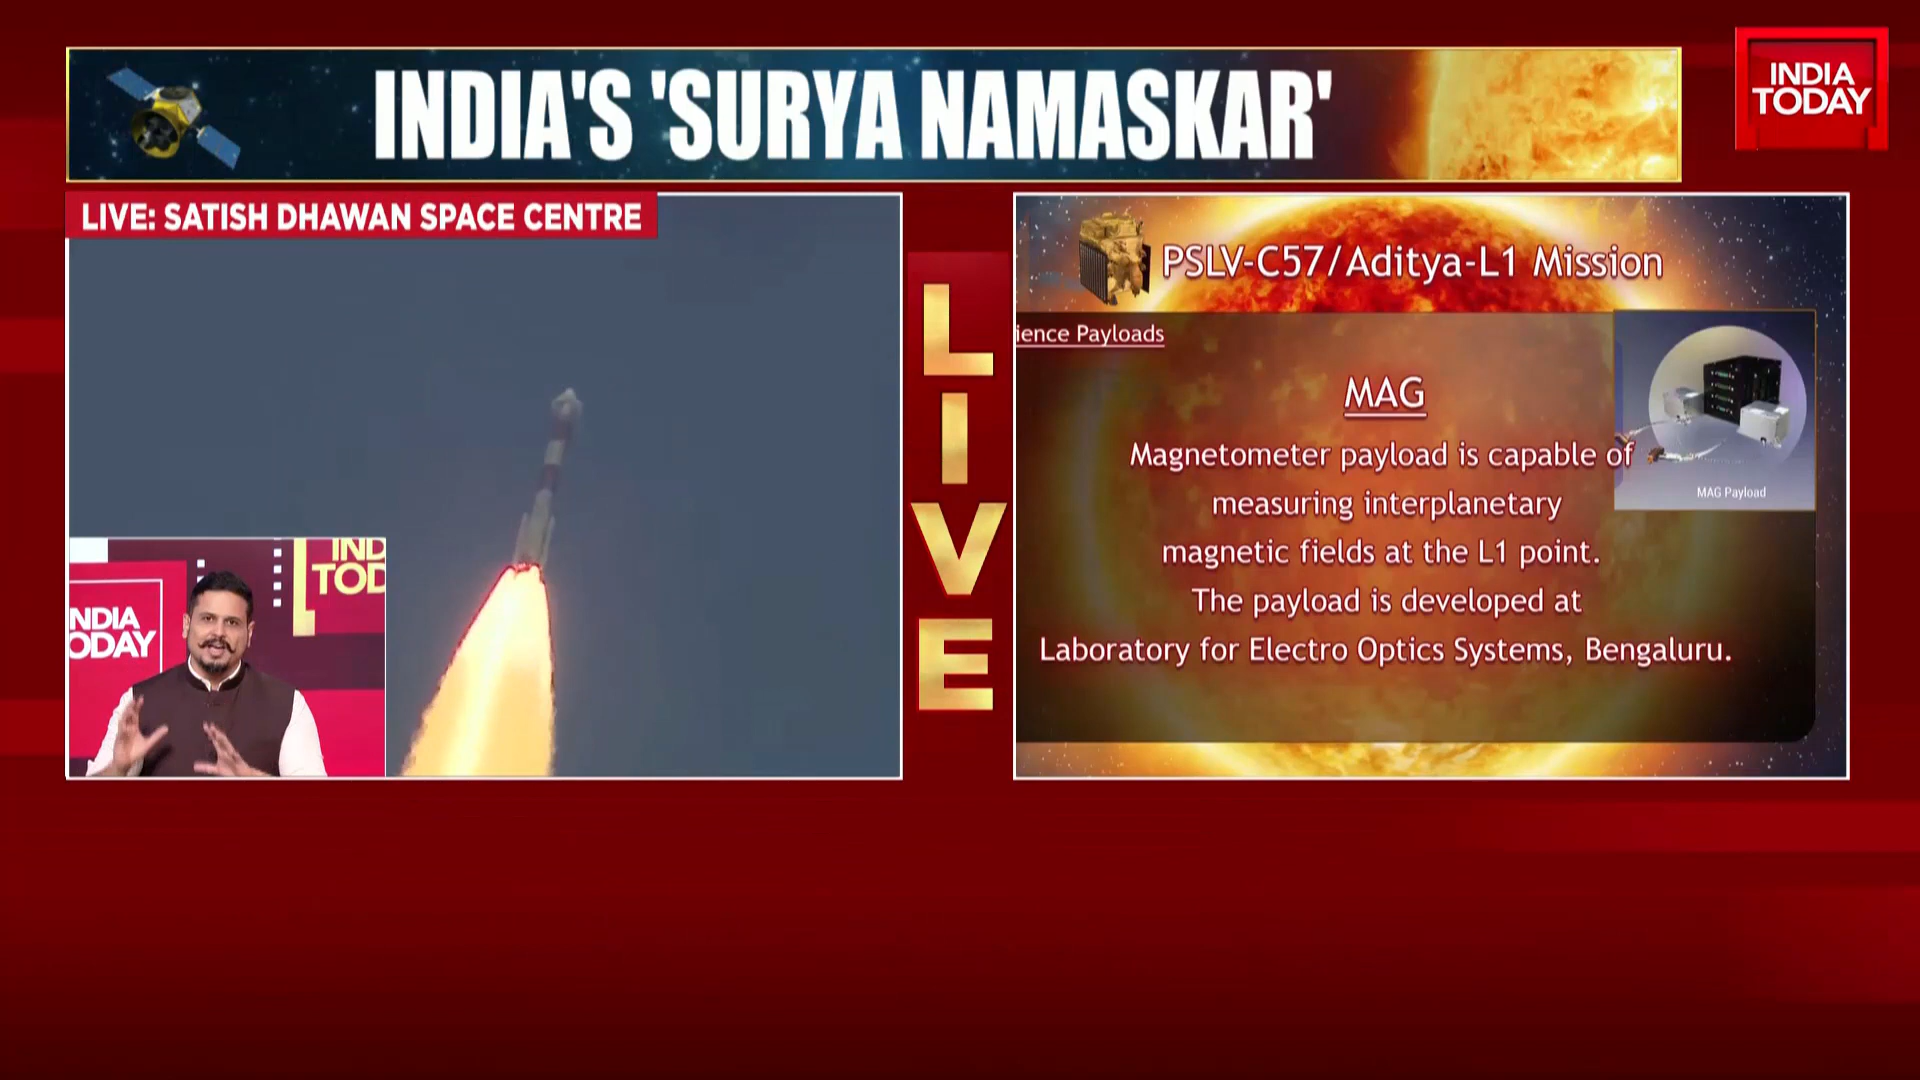 INDIA'S 'SURYA NAMASKAR'
INDIA
TODAY
LIVE: SATISH DHAWAN SPACE CENTRE
IND
TOD
NDIA
ODAY
LIVE
PSLV-C57/Aditya-L1 Mission
ience Payloads
MAG
Magnetometer payload is capable of
measuring interplanetary
magnetic fields at the L1 point.
The payload is developed at
Laboratory for Electro Optics Systems, Bengaluru.
MAG Payload